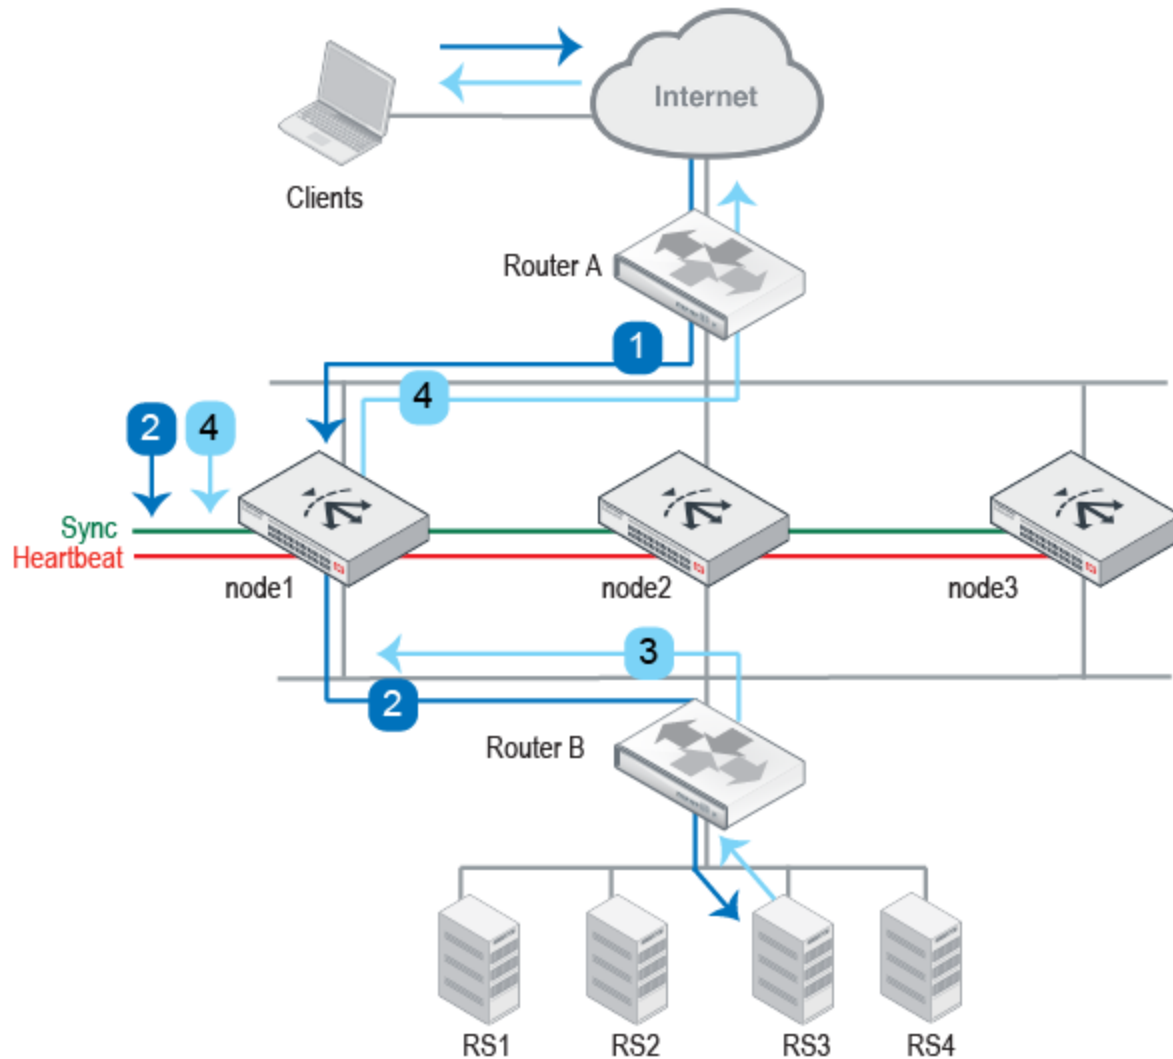 Internet
Clients
Router A
1
4
2
4
Sync
Heartbeat
node1
node2
node3
3
2
Router B
RS1
RS2
RS3
RS4